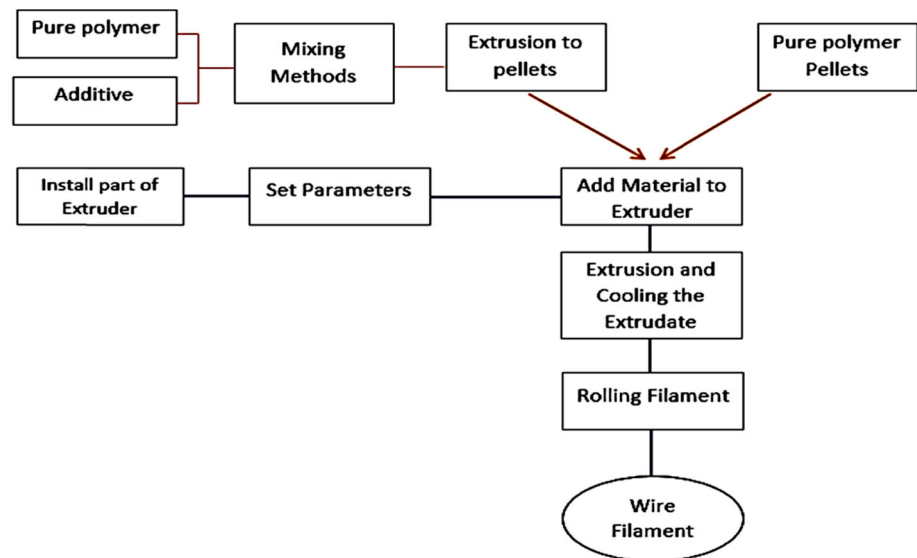 Pure polymer
Additive
Mixing
Methods
Extrusion to
pellets
Pure polymer
Pellets
Install part of
Extruder
Set Parameters
Add Material to
Extruder
Extrusion and
Cooling the
Extrudate
Rolling Filament
Wire
Filament